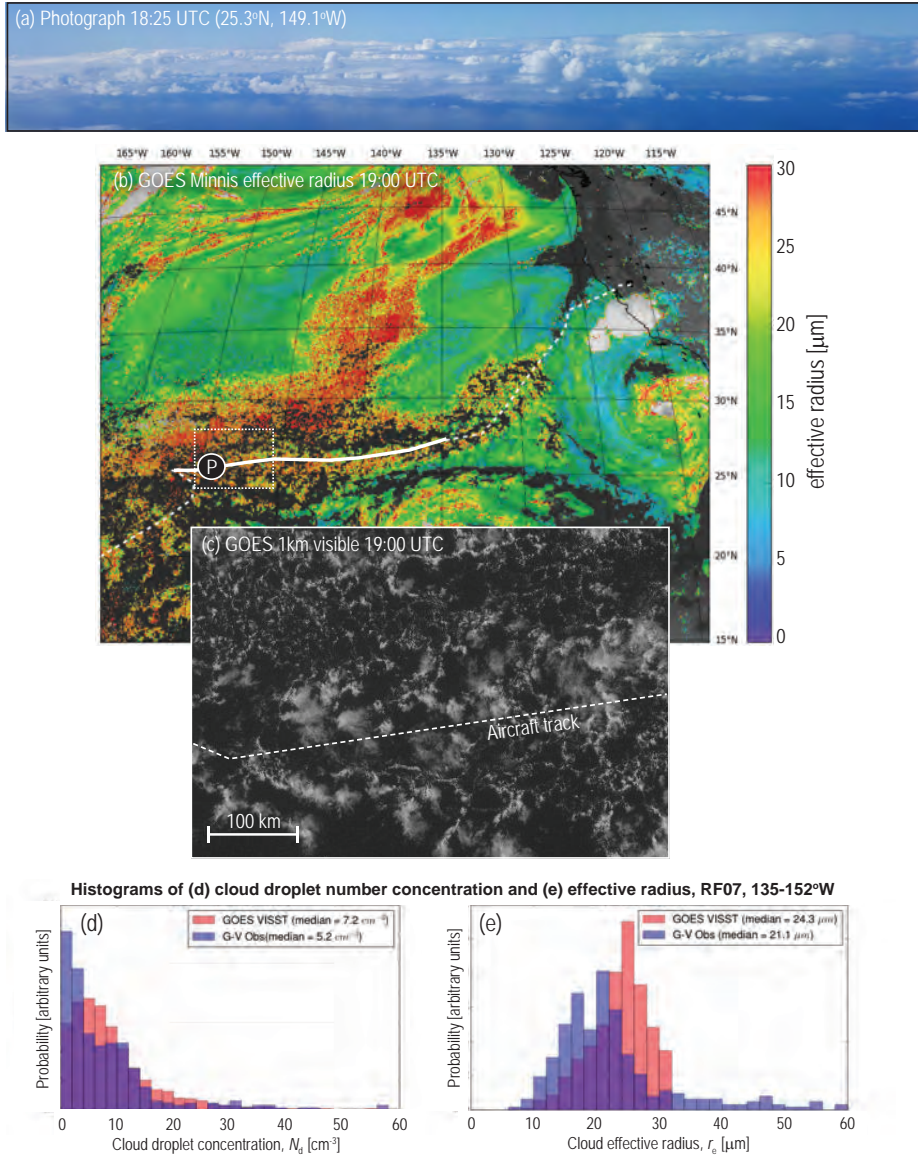 (a) Photograph 18:25 UTC (25.3ºN, 149.1ºW)
165°W 160°W 155°W 150°W 145°W 140°W 135°W 130°W 125°W 120°W 115°W
(b) GOES Minnis effective radius 19:00 UTC
30
25
20
15
10
5
0
effective radius [µm]
45°N
40°N
35°N
30°N
25°N
20°N
15°N
P
(c) GOES 1km visible 19:00 UTC
Aircraft track
100 km
Histograms of (d) cloud droplet number concentration and (e) effective radius, RF07, 135-152ºW
(d)
GOES VISST (median = 7.2 cm⁻³)
G-V Obs(median = 5.2 cm⁻³)
Probability [arbitrary units]
0 10 20 30 40 50 60
Cloud droplet concentration, Nd [cm-3]
(e)
GOES VISST (median = 24.3 µm)
G-V Obs(median = 21.1 µm)
Probability [arbitrary units]
0 10 20 30 40 50 60
Cloud effective radius, re [µm]